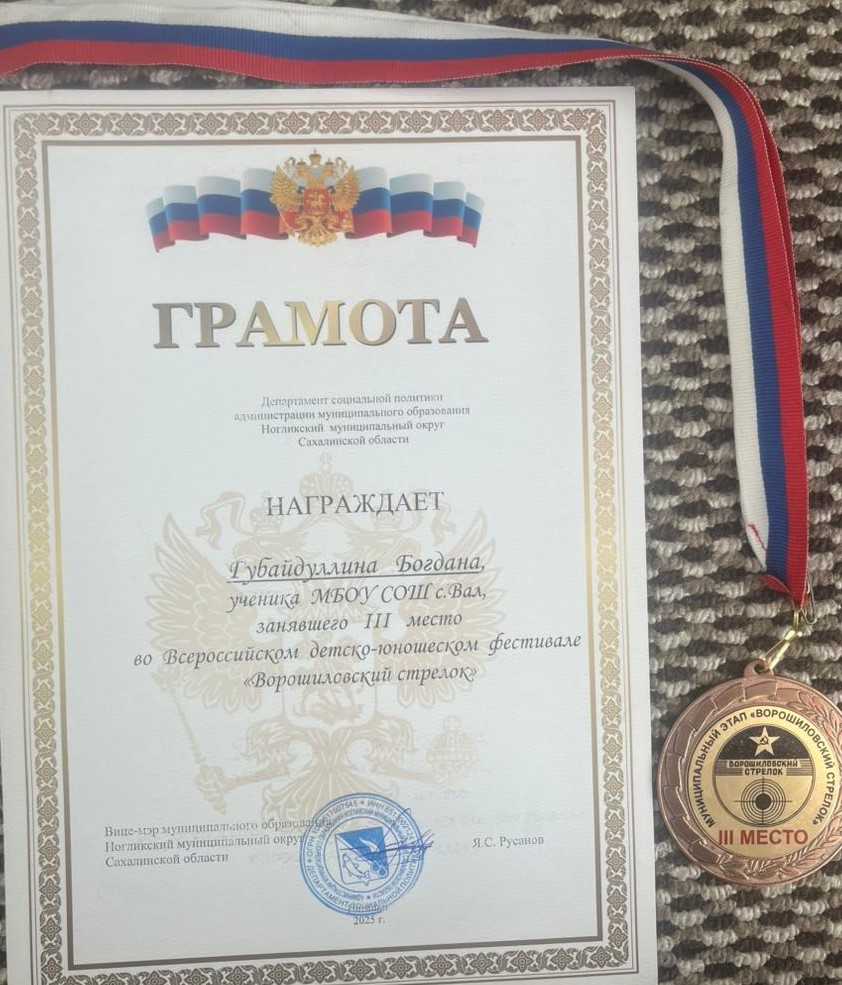 ГРАМОТА
Департамент социальной политики
администрации муниципального образования
Ногликский муниципальный округ
Сахалинской области
НАГРАЖДАЕТ
Губайдуллина Богдана,
ученика МБОУ СОШ с.Вал,
занявшего III место
во Всероссийском детско-юношеском фестивале
«Ворошиловский стрелок»
Вице-мэр муниципального образования
Ногликский муниципальный округ
Сахалинской области
Я.С. Русанов
2025 г.
МУНИЦИПАЛЬНЫЙ ЭТАП «ВОРОШИЛОВСКИЙ СТРЕЛОК»
ВОРОШИЛОВСКИЙ
СТРЕЛОК
III МЕСТО